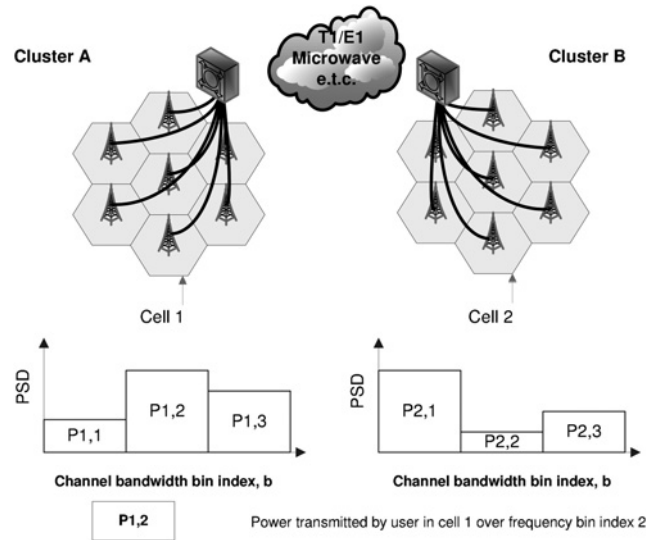 Cluster A
T1/E1
Microwave
e.t.c.
Cluster B
Cell 1
Cell 2
PSD
P1,1
P1,2
P1,3
Channel bandwidth bin index, b
PSD
P2,1
P2,2
P2,3
Channel bandwidth bin index, b
P1,2
Power transmitted by user in cell 1 over frequency bin index 2